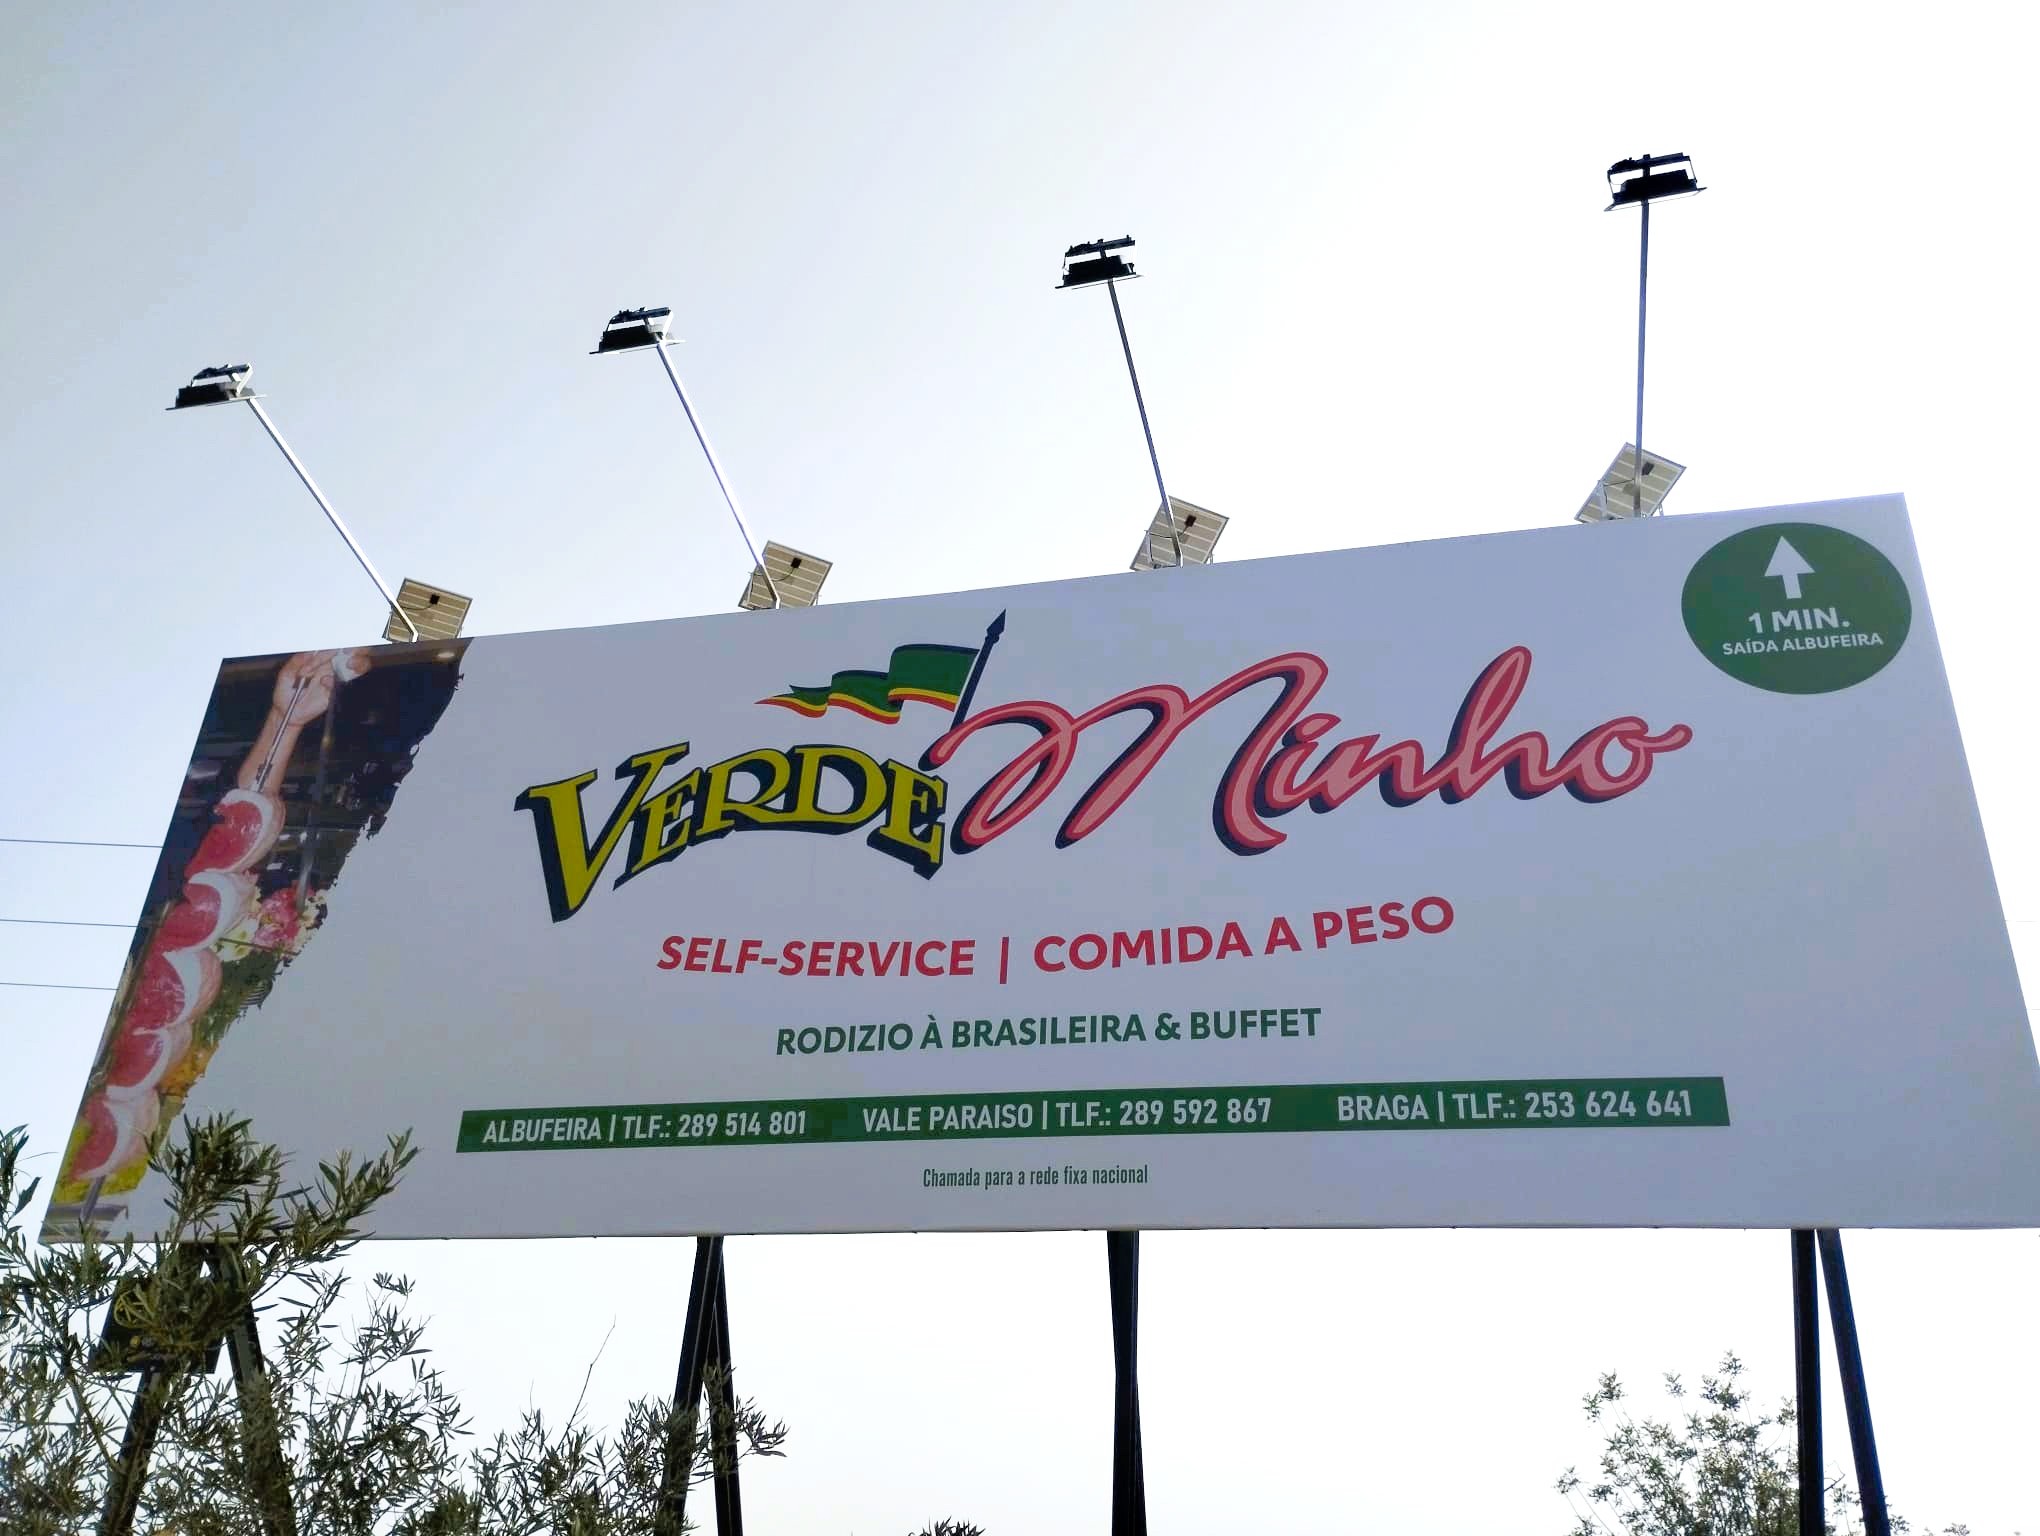 1 MIN.
SAÍDA ALBUFEIRA
VERDE Minho
SELF-SERVICE | COMIDA A PESO
RODIZIO À BRASILEIRA & BUFFET
ALBUFEIRA | TLF.: 289 514 801 VALE PARAISO | TLF.: 289 592 867 BRAGA | TLF.: 253 624 641
Chamada para a rede fixa nacional